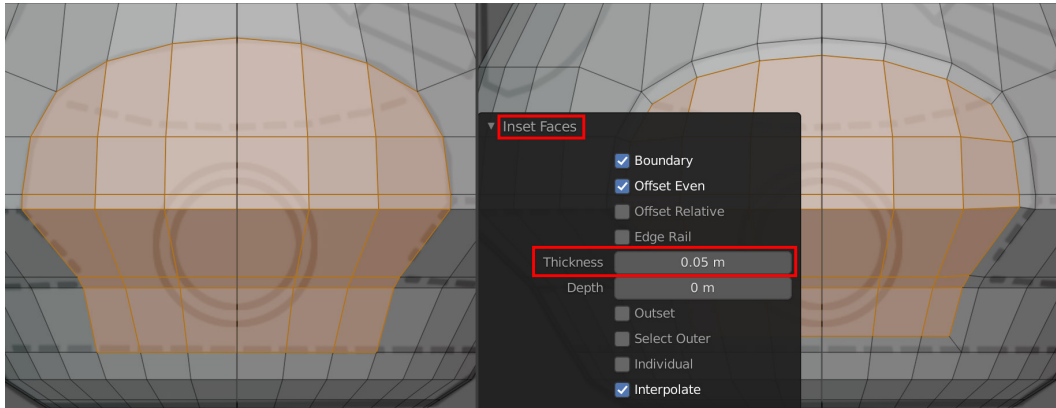 Inset Faces
Boundary
Offset Even
Offset Relative
Edge Rail
Thickness 0.05 m
Depth 0 m
Outset
Select Outer
Individual
Interpolate